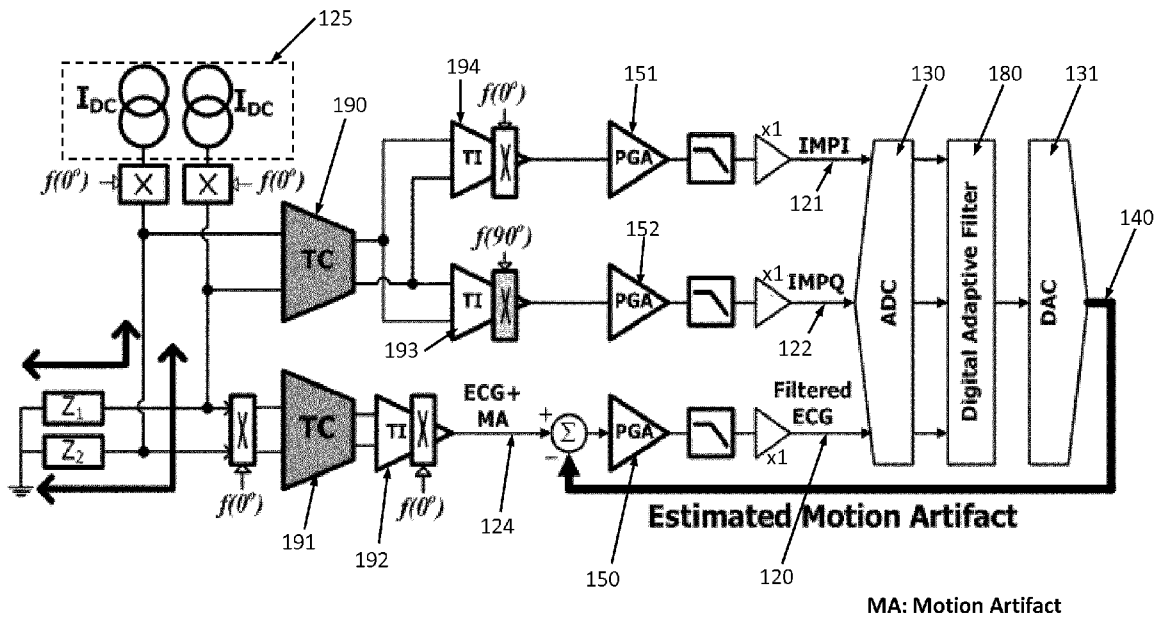 125
I_DC
I_DC
f(0°)
f(0°)
190
TC
194
f(0°)
TI
X
151
PGA
x1
IMPI
121
130
ADC
180
Digital Adaptive Filter
131
DAC
140
f(90°)
TI
X
193
152
PGA
x1
IMPQ
122
Z1
Z2
X
f(0°)
TC
191
TI
X
192
f(0°)
ECG+
MA
124
+
Σ
−
PGA
150
x1
Filtered
ECG
120
Estimated Motion Artifact
MA: Motion Artifact
X
X